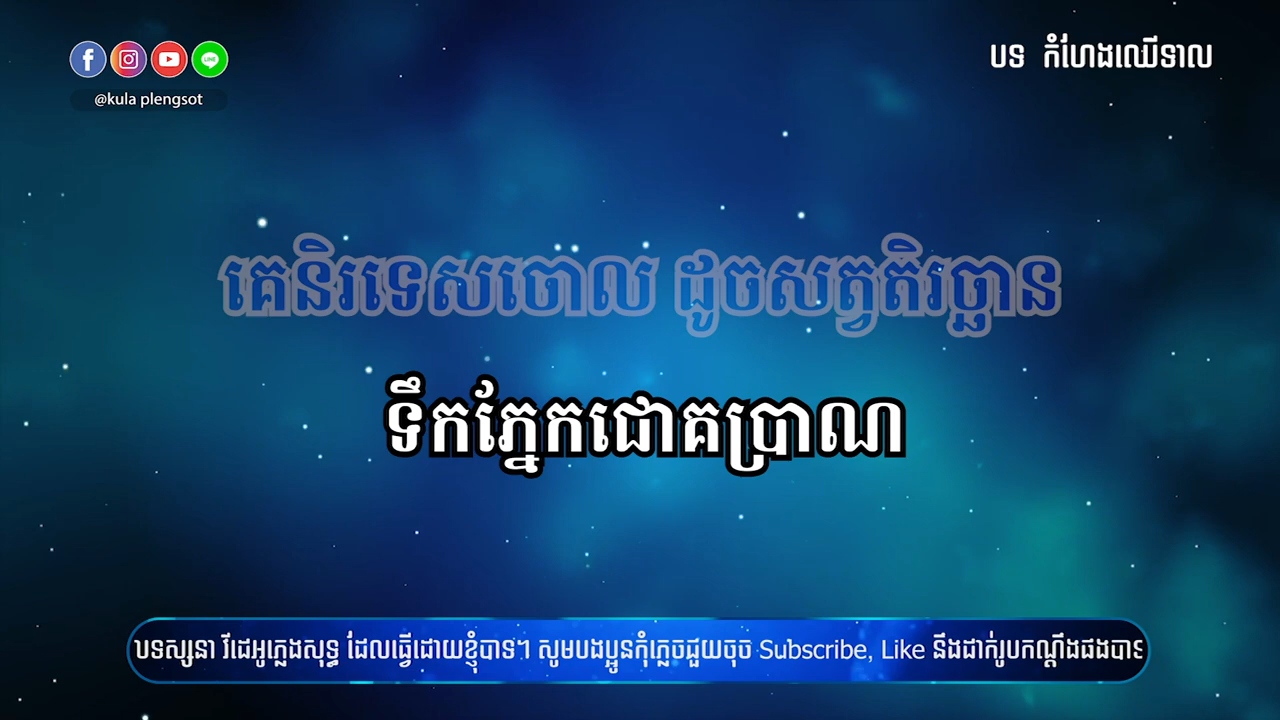 បទ កំហែងឈើទាល
@kula plengsot
គេនិរទេសចោល ដូចសត្វតិរច្ឆាន
ទឹកភ្នែកជោគប្រាណ
បទស្សនា វីដេអូភ្លេងសុទ្ធ ដែលធ្វើដោយខ្ញុំបាទ។ សូមបងប្អូនកុំភ្លេចជួយចុច Subscribe, Like នឹងដាក់រូបកណ្ដឹងផងបាទ